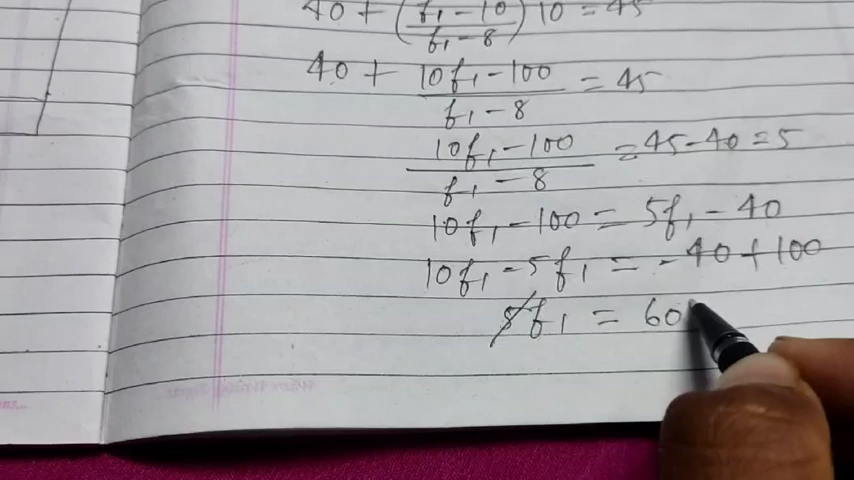 40 + (f₁ - 10 / f₁ - 8) 10 = 45
40 + 10f₁ - 100 / f₁ - 8 = 45
10f₁ - 100 / f₁ - 8 = 45 - 40 = 5
10f₁ - 100 = 5f₁ - 40
10f₁ - 5f₁ = - 40 + 100
5f₁ = 60